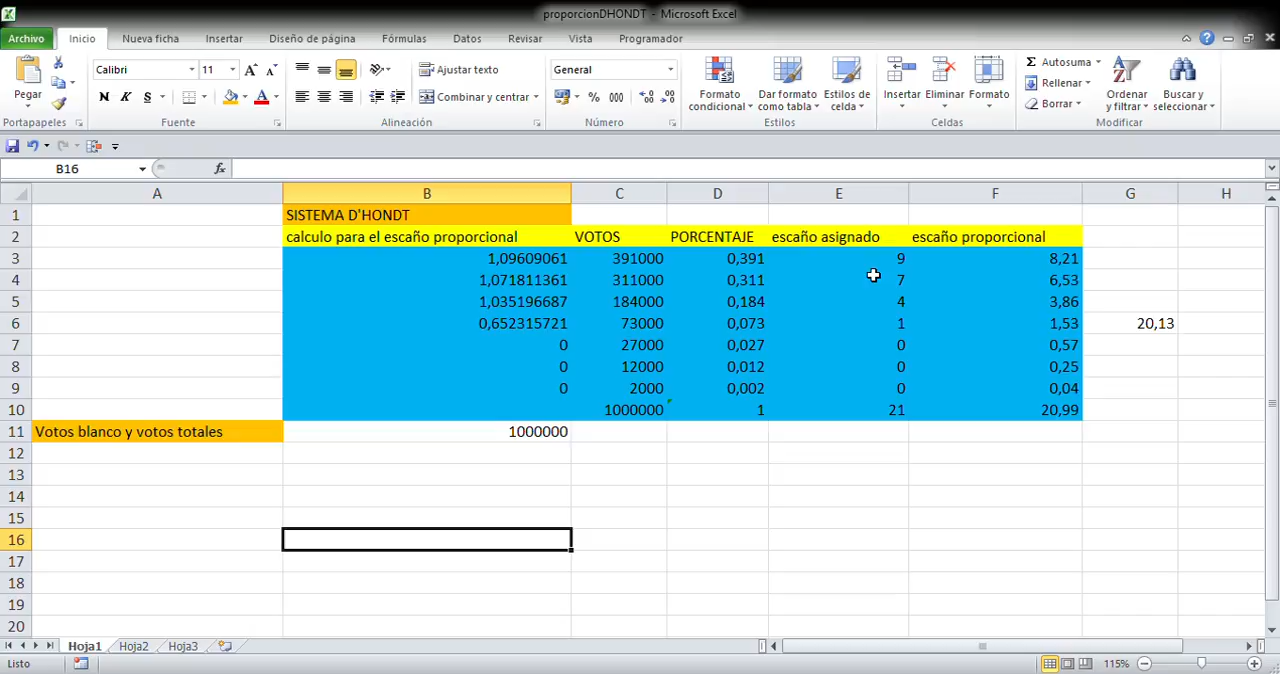 proporcionDHONDT - Microsoft Excel
Archivo Inicio Nueva ficha Insertar Diseño de página Fórmulas Datos Revisar Vista Programador
Pegar
Portapapeles
Calibri 11
N K S
Fuente
Ajustar texto
Combinar y centrar
Alineación
General
% 000
Número
Formato condicional
Dar formato como tabla
Estilos de celda
Estilos
Insertar Eliminar Formato
Celdas
Autosuma
Rellenar
Borrar
Ordenar y filtrar
Buscar y seleccionar
Modificar
B16 fx
A B C D E F G H
1 SISTEMA D'HONDT
2 calculo para el escaño proporcional VOTOS PORCENTAJE escaño asignado escaño proporcional
3 1,09609061 391000 0,391 9 8,21
4 1,071811361 311000 0,311 7 6,53
5 1,035196687 184000 0,184 4 3,86
6 0,652315721 73000 0,073 1 1,53 20,13
7 0 27000 0,027 0 0,57
8 0 12000 0,012 0 0,25
9 0 2000 0,002 0 0,04
10 1000000 1 21 20,99
11 Votos blanco y votos totales 1000000
12
13
14
15
16
17
18
19
20
Hoja1 Hoja2 Hoja3
Listo 115%